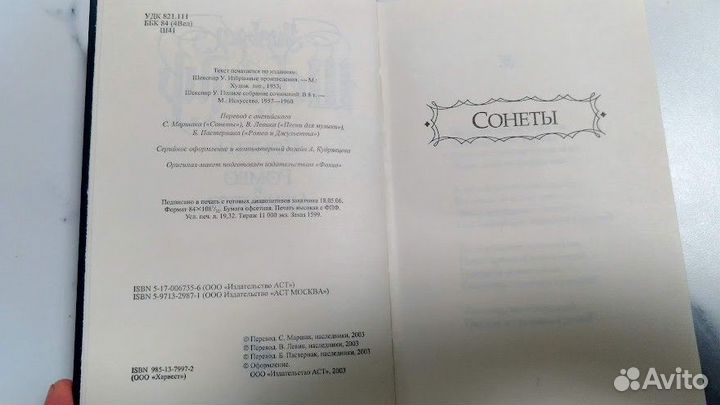 УДК 821.111
ББК 84 (4Вел)
Ш41
Текст печатается по изданиям:
Шекспир У. Избранные произведения. — М.:
Худож. лит., 1953;
Шекспир У. Полное собрание сочинений. В 8 т. —
М.: Искусство, 1957—1960.
Перевод с английского
С. Маршака («Сонеты»), В. Левика («Песни для музыки»),
Б. Пастернака («Ромео и Джульетта»)
Серийное оформление и компьютерный дизайн А. Кудрявцева
Оригинал-макет подготовлен издательством «Фолио»
Подписано в печать с готовых диапозитивов заказчика 18.05.06.
Формат 84×108 1/32. Бумага офсетная. Печать высокая с ФПФ.
Усл. печ. л. 19,32. Тираж 11 000 экз. Заказ 1599.
ISBN 5-17-006735-6 (ООО «Издательство АСТ»)
ISBN 5-9713-2987-1 (ООО Издательство «АСТ МОСКВА»)
© Перевод. С. Маршак, наследники, 2003
© Перевод. В. Левик, наследники, 2003
© Перевод. Б. Пастернак, наследники, 2003
© Оформление.
ООО «Издательство АСТ», 2003
ISBN 985-13-7997-2
(ООО «Харвест»)
СОНЕТЫ
Avito